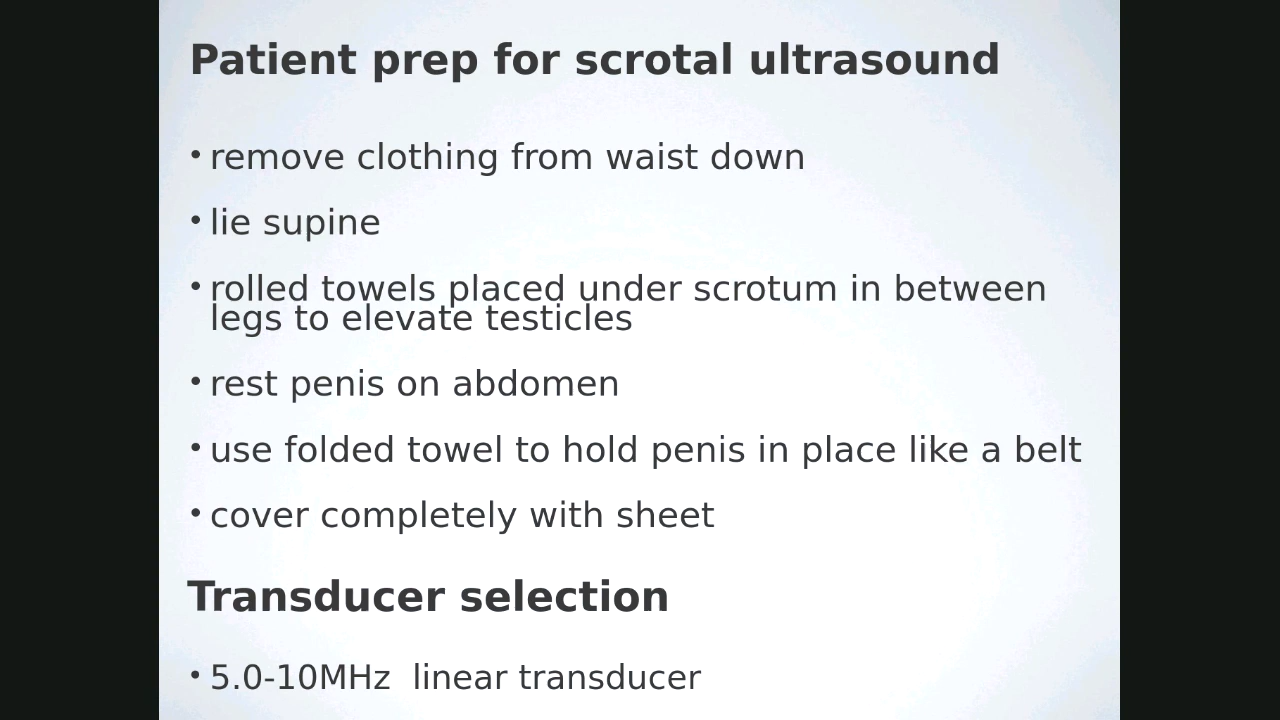 Patient prep for scrotal ultrasound
• remove clothing from waist down
• lie supine
• rolled towels placed under scrotum in between
legs to elevate testicles
• rest penis on abdomen
• use folded towel to hold penis in place like a belt
• cover completely with sheet
Transducer selection
• 5.0-10MHz  linear transducer